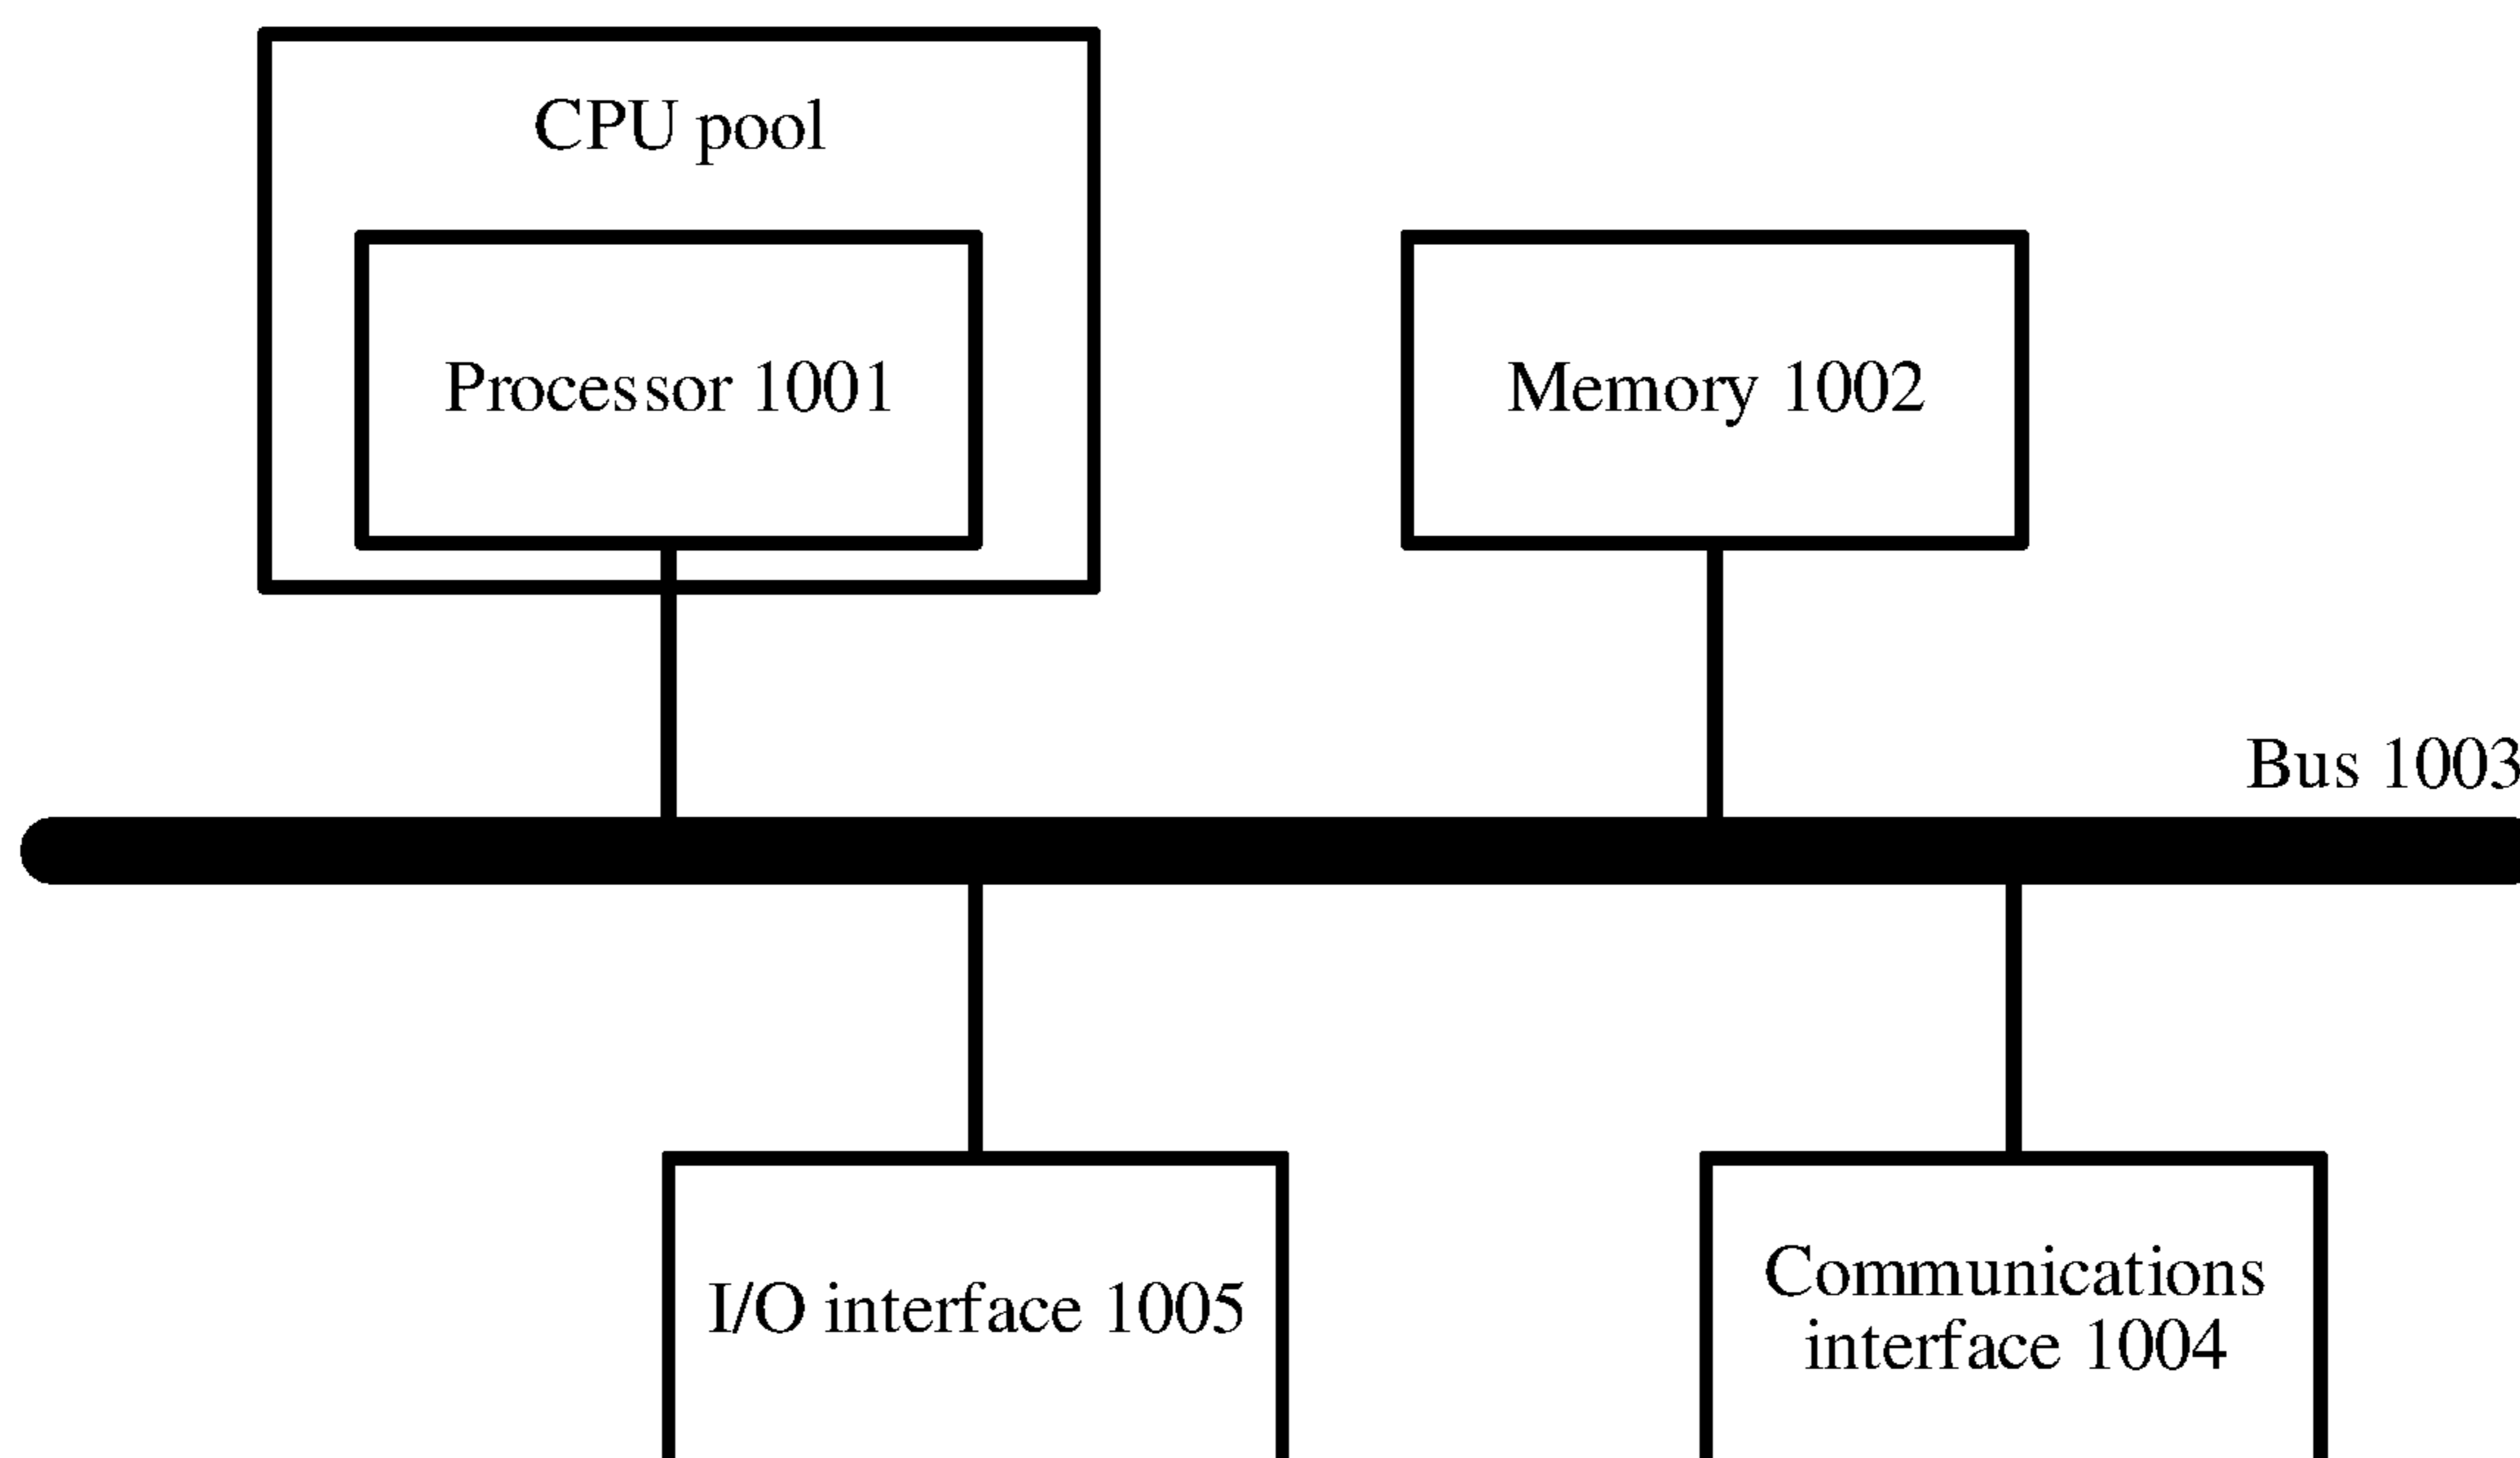 CPU pool
Processor 1001
Memory 1002
Bus 1003
I/O interface 1005
Communications
interface 1004